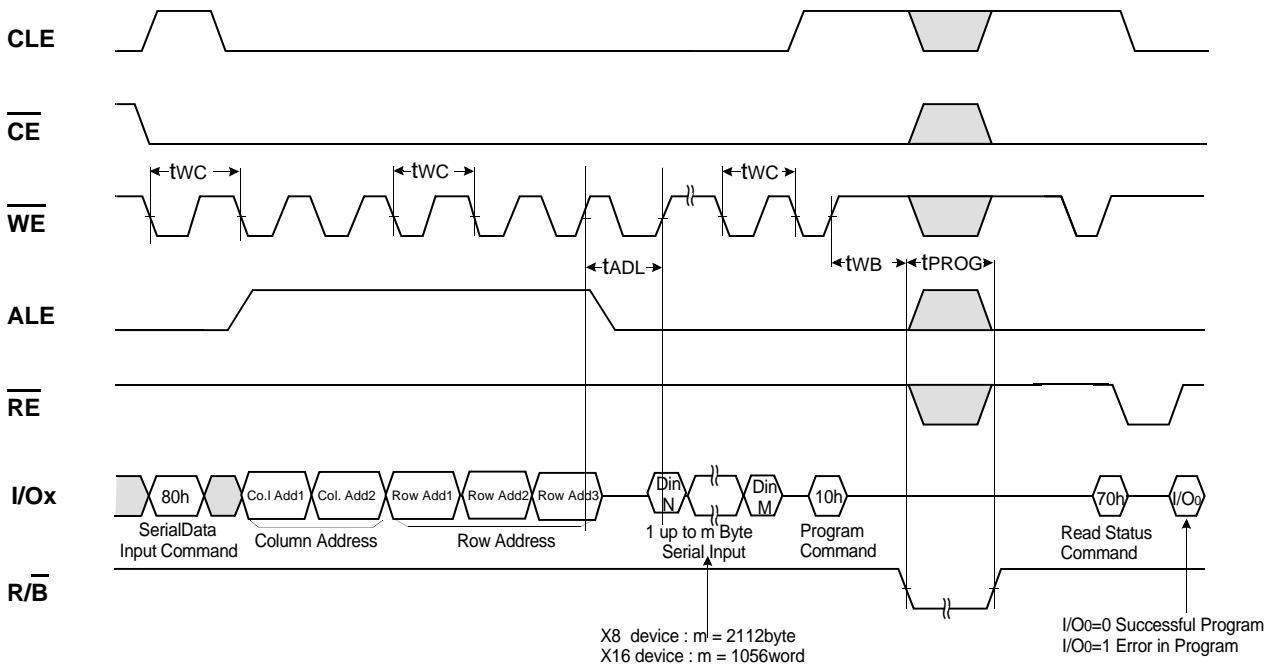 CLE
CE
tWC
tWC
tWC
WE
tADL
tWB
tPROG
ALE
RE
I/Ox
80h
Co.l Add1
Col. Add2
Row Add1
Row Add2
Row Add3
Din
N
Din
M
10h
70h
I/O0
SerialData
Input Command
Column Address
Row Address
1 up to m Byte
Serial Input
Program
Command
Read Status
Command
R/B
X8 device : m = 2112byte
X16 device : m = 1056word
I/O0=0 Successful Program
I/O0=1 Error in Program